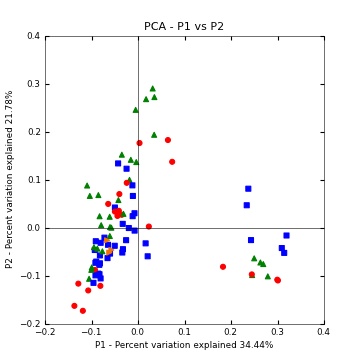 PCA - P1 vs P2
P2 - Percent variation explained 21.78%
0.4
0.3
0.2
0.1
0.0
−0.1
−0.2
−0.2 −0.1 0.0 0.1 0.2 0.3 0.4
P1 - Percent variation explained 34.44%